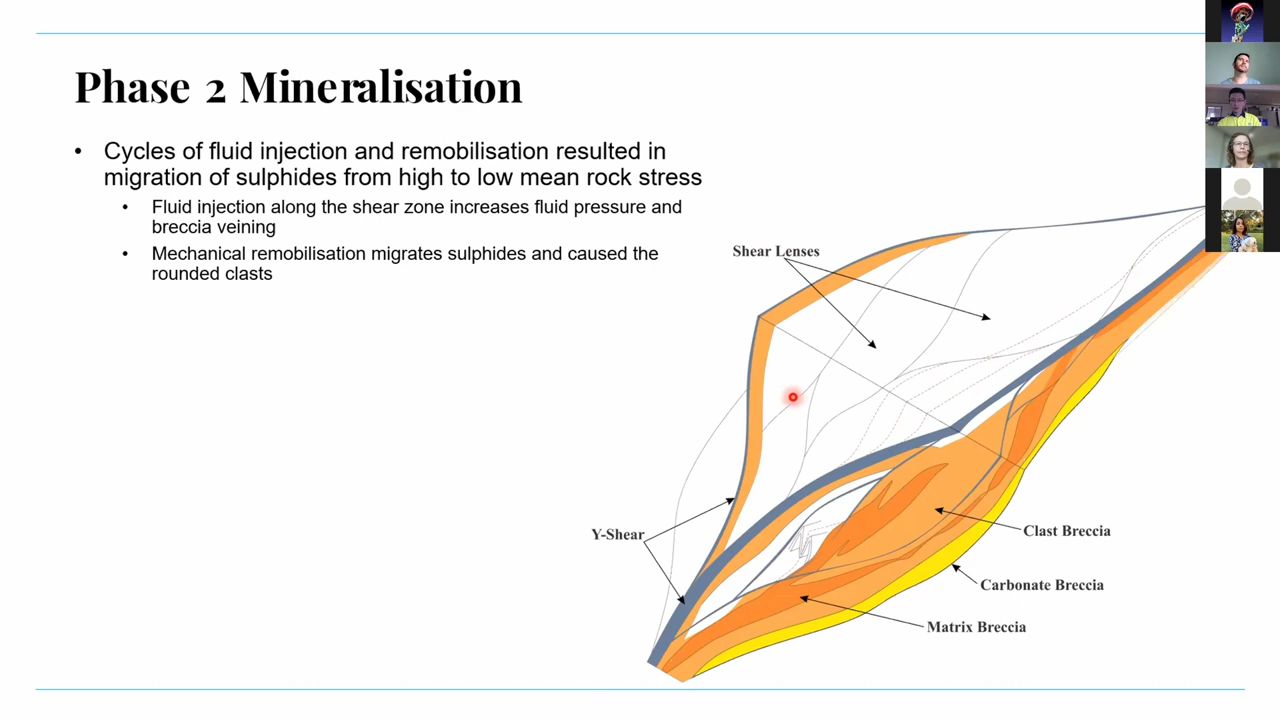 Phase 2 Mineralisation
• Cycles of fluid injection and remobilisation resulted in
migration of sulphides from high to low mean rock stress
• Fluid injection along the shear zone increases fluid pressure and
breccia veining
• Mechanical remobilisation migrates sulphides and caused the
rounded clasts
Shear Lenses
Y-Shear
Clast Breccia
Carbonate Breccia
Matrix Breccia